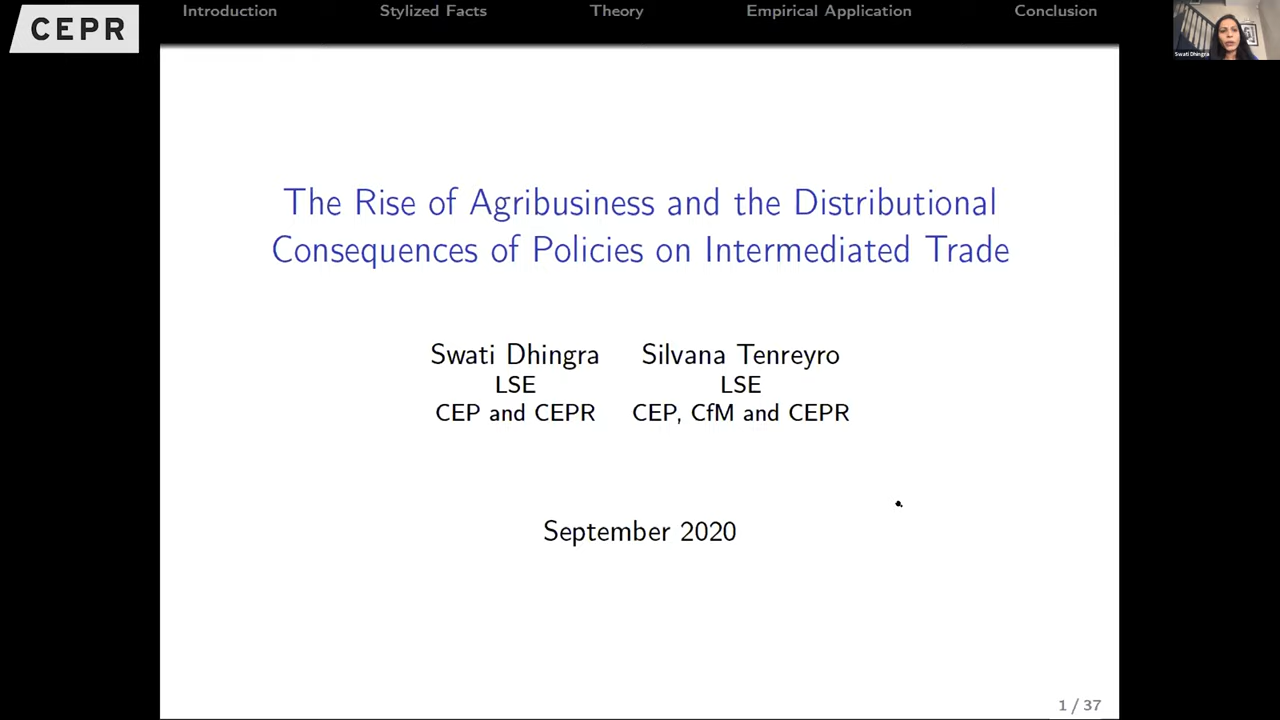 CEPR
Introduction Stylized Facts Theory Empirical Application Conclusion
Swati Dhingra
The Rise of Agribusiness and the Distributional
Consequences of Policies on Intermediated Trade
Swati Dhingra Silvana Tenreyro
LSE LSE
CEP and CEPR CEP, CfM and CEPR
September 2020
1 / 37